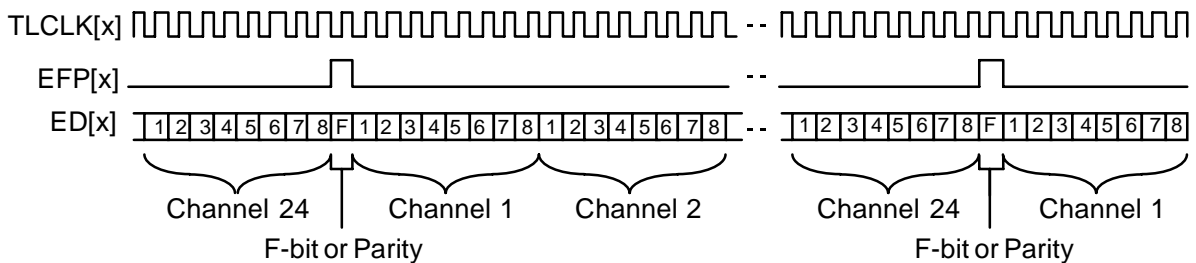 TLCLK[x]
EFP[x]
ED[x] 1 2 3 4 5 6 7 8 F 1 2 3 4 5 6 7 8 1 2 3 4 5 6 7 8 1 2 3 4 5 6 7 8 F 1 2 3 4 5 6 7 8
Channel 24 Channel 1 Channel 2 Channel 24 Channel 1
F-bit or Parity F-bit or Parity